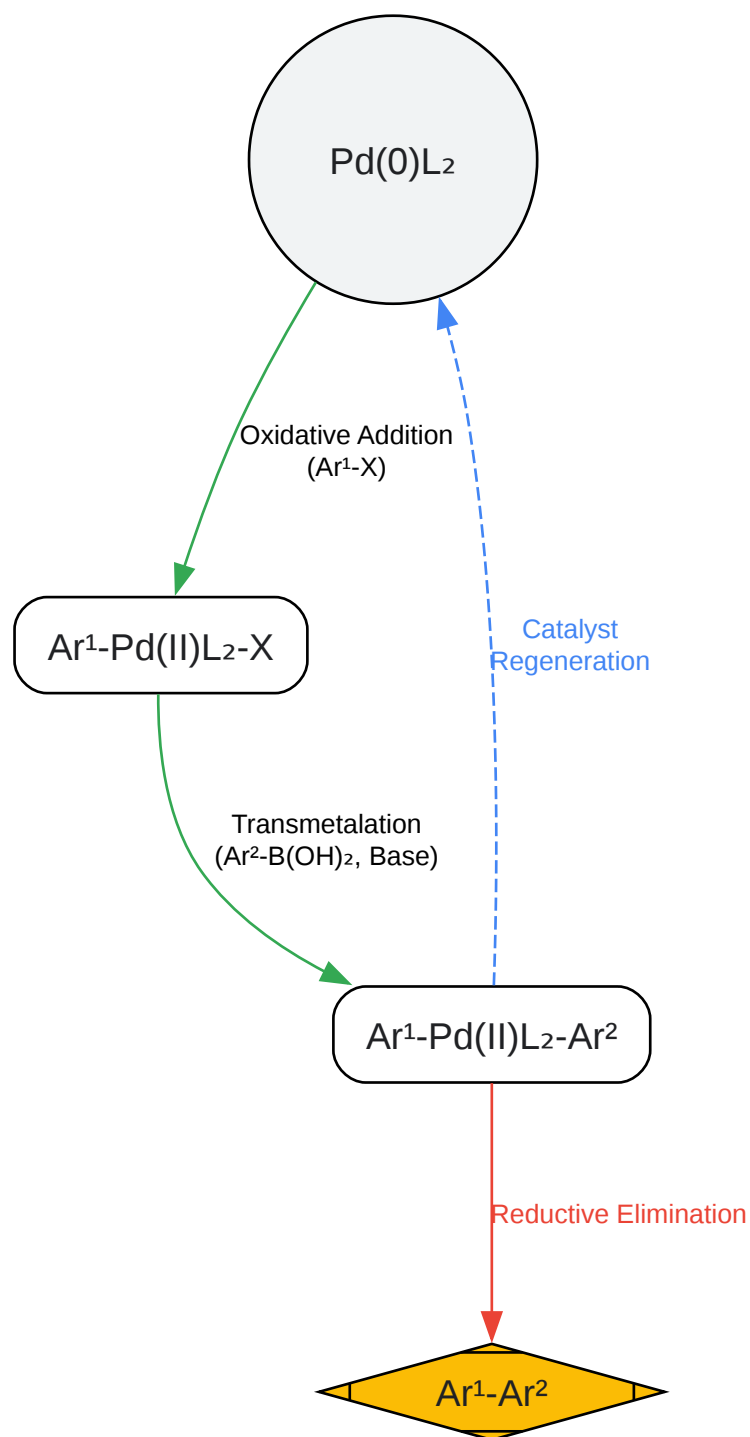 Pd(0)L₂
Oxidative Addition
(Ar¹-X)
Catalyst
Regeneration
Ar¹-Pd(II)L₂-X
Transmetalation
(Ar²-B(OH)₂, Base)
Ar¹-Pd(II)L₂-Ar²
Reductive Elimination
Ar¹-Ar²